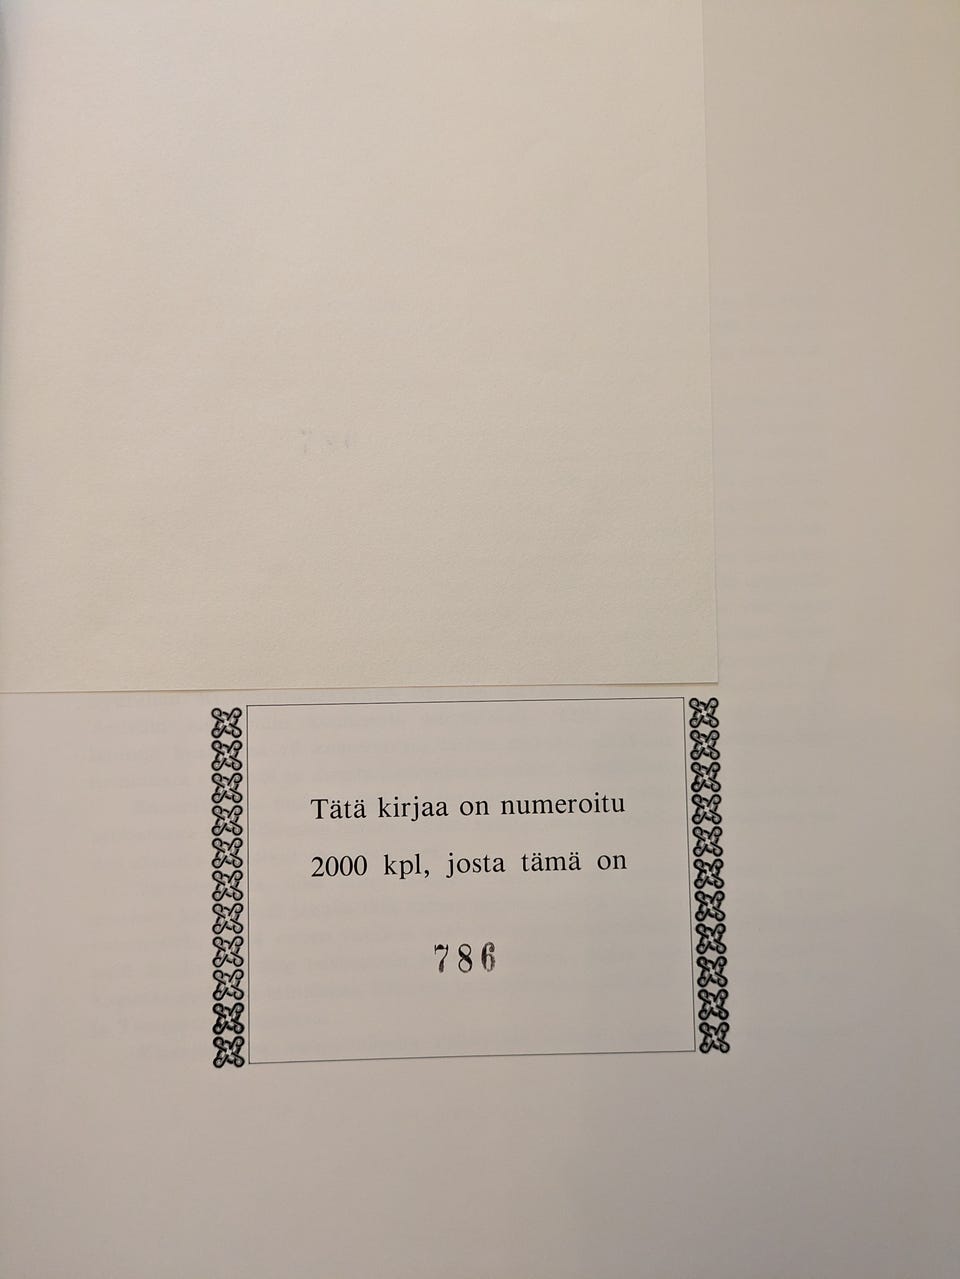 Tätä kirjaa on numeroitu
2000 kpl, josta tämä on
786